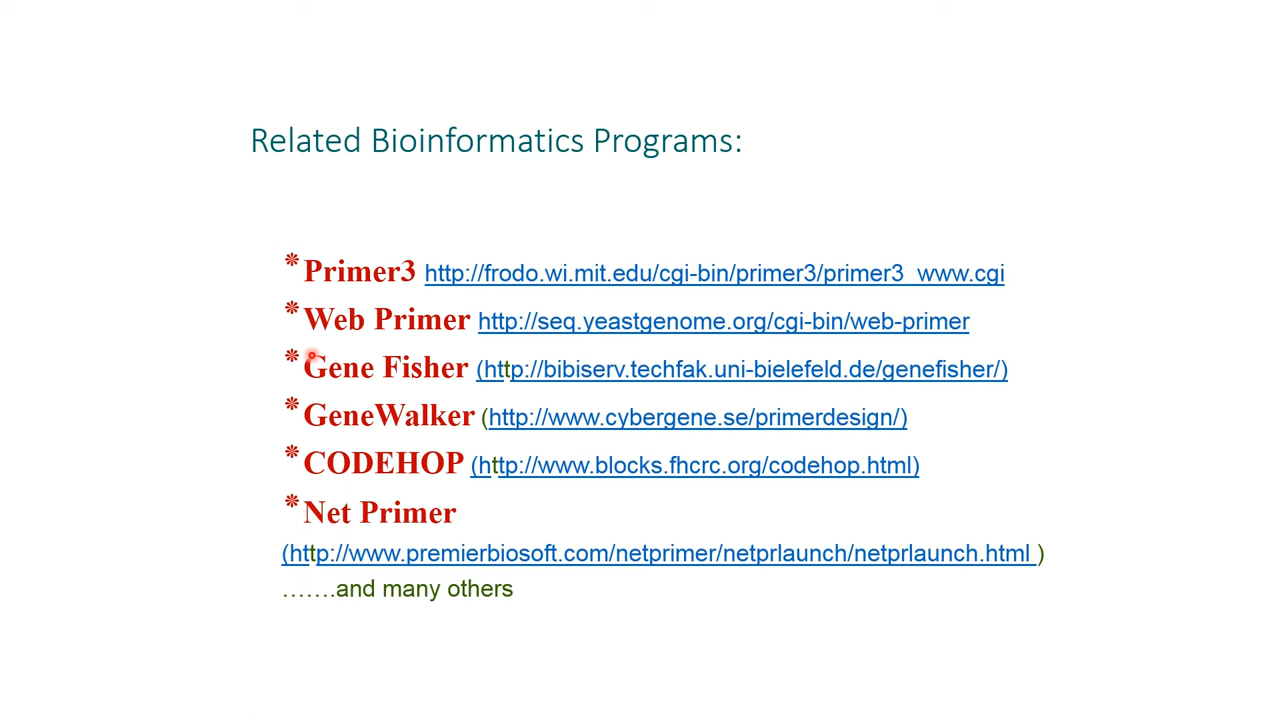 Related Bioinformatics Programs:
* Primer3 http://frodo.wi.mit.edu/cgi-bin/primer3/primer3_www.cgi
* Web Primer http://seq.yeastgenome.org/cgi-bin/web-primer
* Gene Fisher (http://bibiserv.techfak.uni-bielefeld.de/genefisher/)
* GeneWalker (http://www.cybergene.se/primerdesign/)
* CODEHOP (http://www.blocks.fhcrc.org/codehop.html)
* Net Primer
(http://www.premierbiosoft.com/netprimer/netprlaunch/netprlaunch.html )
…….and many others